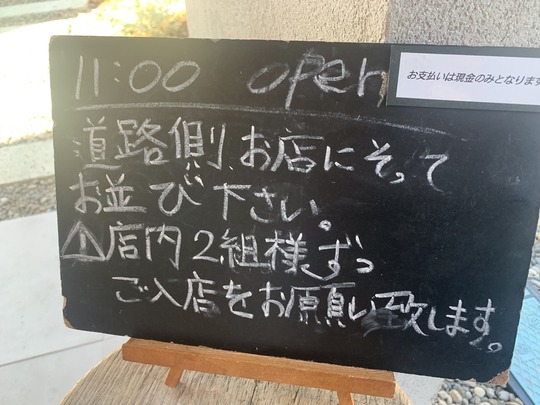 11:00 open
お支払いは現金のみとなります
道路側、お店にそって
お並び下さい。
⚠店内2組様ずつ
ご入店をお願い致します。